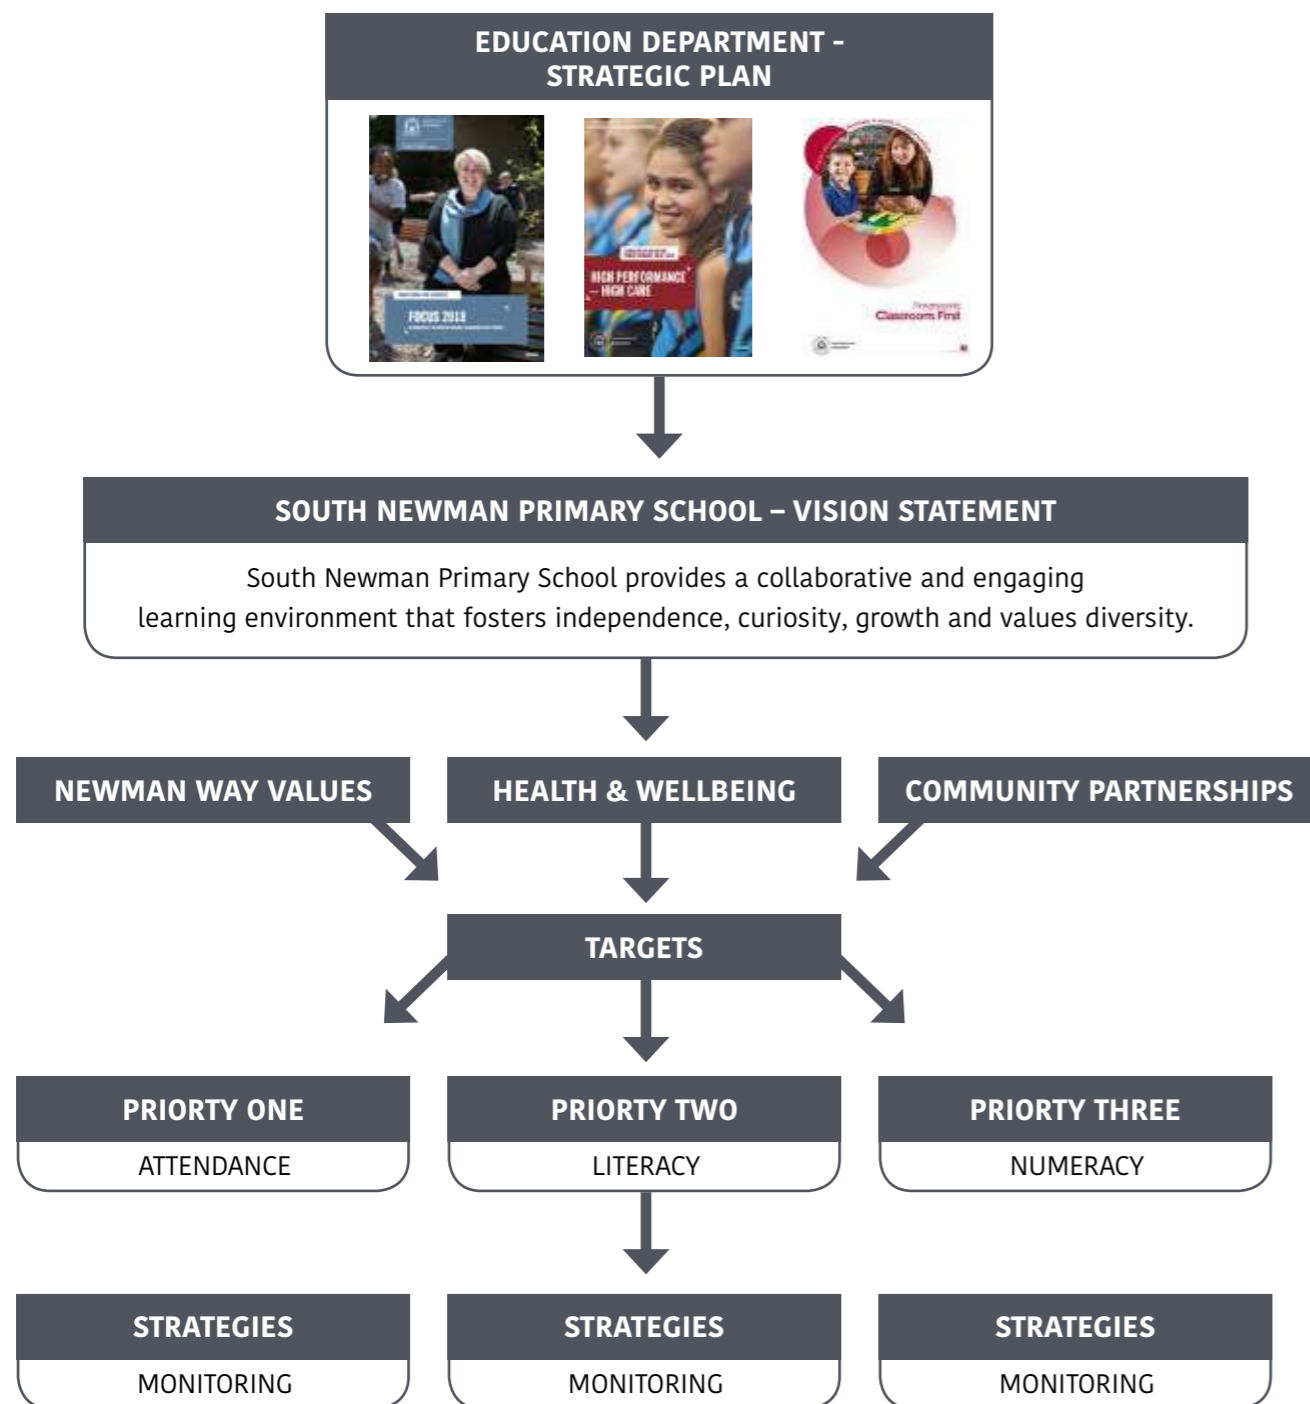 EDUCATION DEPARTMENT -
STRATEGIC PLAN
FOCUS 2018
HIGH PERFORMANCE
– HIGH CARE
Classroom First
SOUTH NEWMAN PRIMARY SCHOOL – VISION STATEMENT
South Newman Primary School provides a collaborative and engaging
learning environment that fosters independence, curiosity, growth and values diversity.
NEWMAN WAY VALUES
HEALTH & WELLBEING
COMMUNITY PARTNERSHIPS
TARGETS
PRIORTY ONE
ATTENDANCE
PRIORTY TWO
LITERACY
PRIORTY THREE
NUMERACY
STRATEGIES
MONITORING
STRATEGIES
MONITORING
STRATEGIES
MONITORING